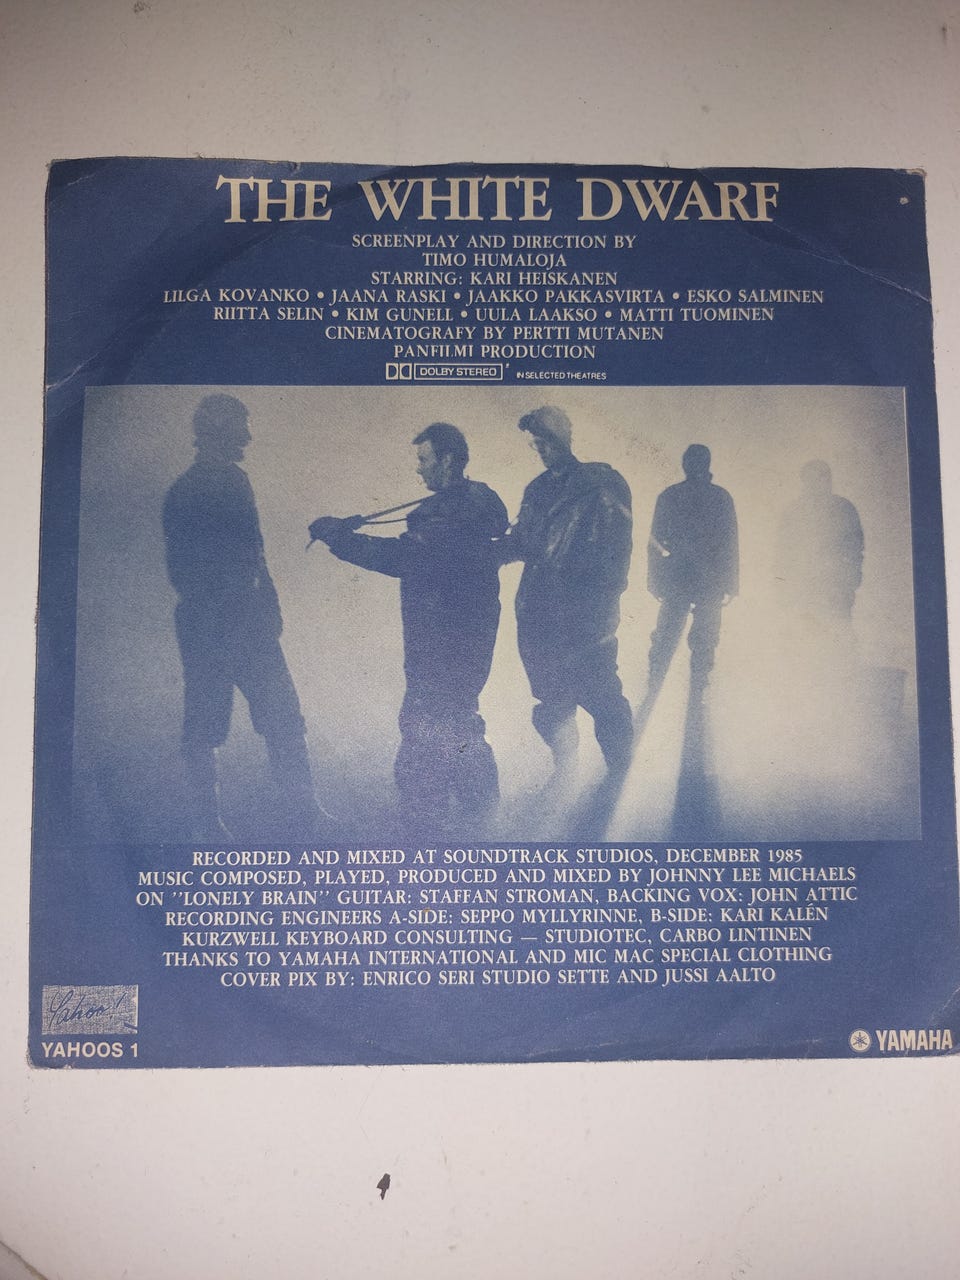 THE WHITE DWARF
SCREENPLAY AND DIRECTION BY
TIMO HUMALOJA
STARRING: KARI HEISKANEN
LILGA KOVANKO • JAANA RASKI • JAAKKO PAKKASVIRTA • ESKO SALMINEN
RIITTA SELIN • KIM GUNELL • UULA LAAKSO • MATTI TUOMINEN
CINEMATOGRAFY BY PERTTI MUTANEN
PANFILMI PRODUCTION
DOLBY STEREO IN SELECTED THEATRES
RECORDED AND MIXED AT SOUNDTRACK STUDIOS, DECEMBER 1985
MUSIC COMPOSED, PLAYED, PRODUCED AND MIXED BY JOHNNY LEE MICHAELS
ON ″LONELY BRAIN″ GUITAR: STAFFAN STROMAN, BACKING VOX: JOHN ATTIC
RECORDING ENGINEERS A-SIDE: SEPPO MYLLYRINNE, B-SIDE: KARI KALÉN
KURZWELL KEYBOARD CONSULTING — STUDIOTEC, CARBO LINTINEN
THANKS TO YAMAHA INTERNATIONAL AND MIC MAC SPECIAL CLOTHING
COVER PIX BY: ENRICO SERI STUDIO SETTE AND JUSSI AALTO
Yahoo!
YAHOOS 1
YAMAHA